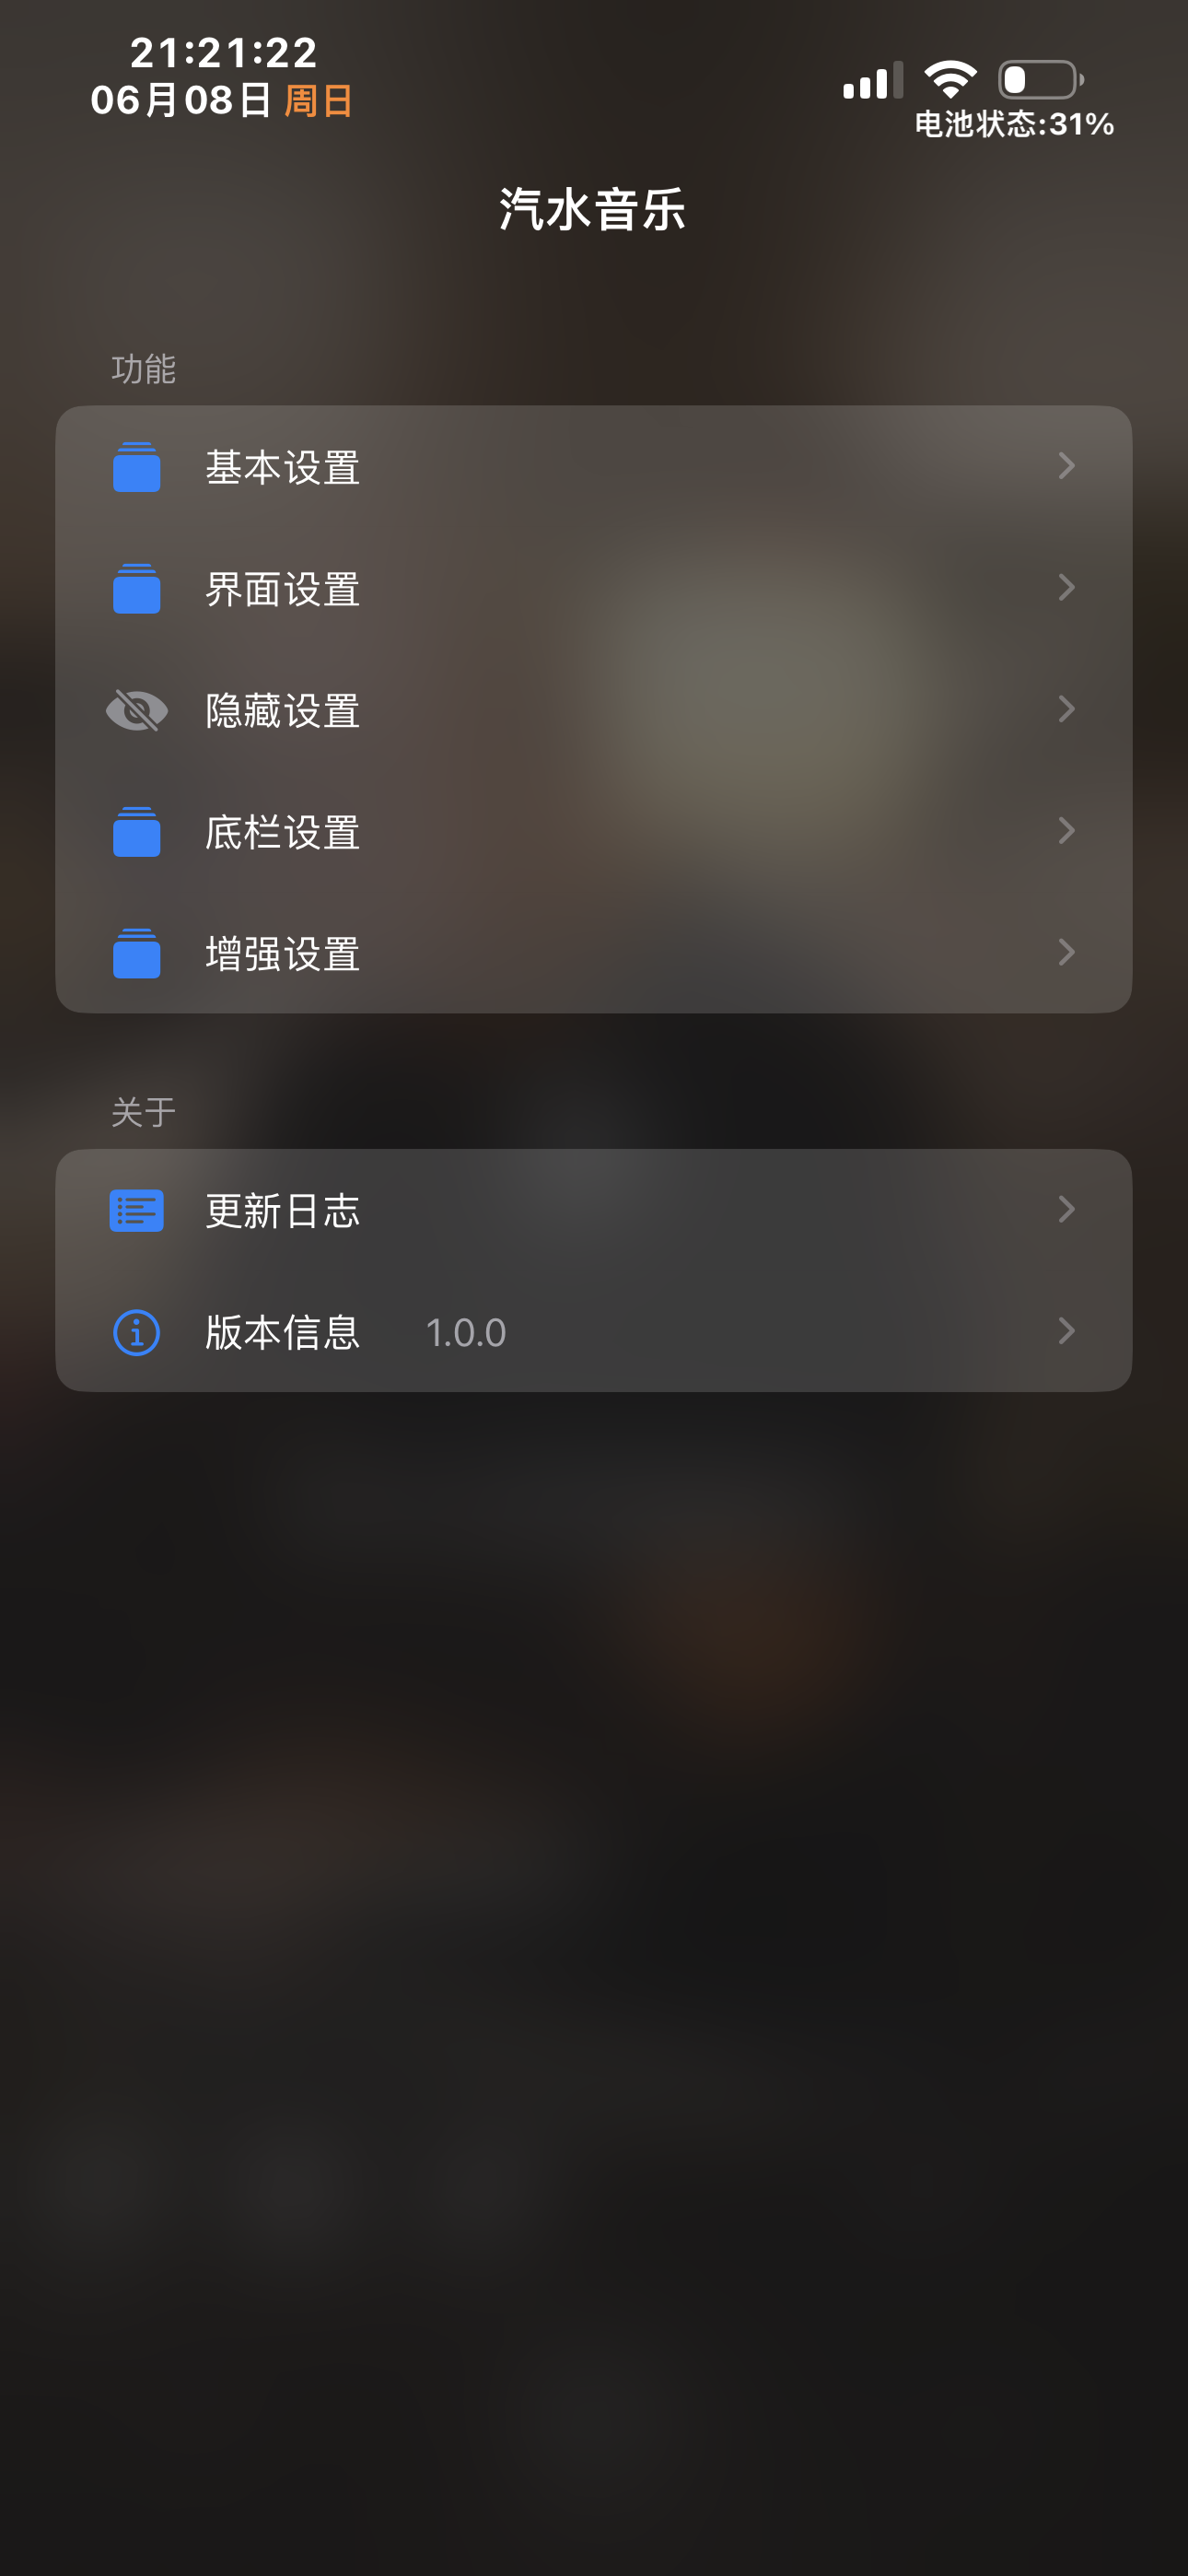 21:21:22
06月08日 周日
电池状态:31%
汽水音乐
功能
基本设置
界面设置
隐藏设置
底栏设置
增强设置
关于
更新日志
版本信息 1.0.0